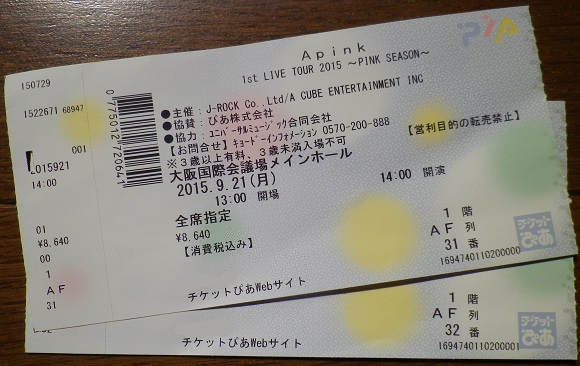 150729
PIA
Apink
1st LIVE TOUR 2015 ～PINK SEASON～
1522671 68947
0775012720641
●主催：J-ROCK Co.,Ltd/A CUBE ENTERTAINMENT INC
●協賛：ぴあ株式会社
●協力：ユニバーサルミュージック合同会社
【お問合せ】キョードーインフォメーション 0570-200-888 【営利目的の転売禁止】
※３歳以上有料、３歳未満入場不可
001
L015921
14:00
大阪国際会議場メインホール
2015.9.21(月)
13:00 開場 14:00 開演
01
¥8,640
00
1
AF
31
全席指定
¥8,640
【消費税込み】
1 階
AF 列
31 番
チケットぴあ
1694740110200000
チケットぴあWebサイト
1 階
AF 列
32 番
チケットぴあ
1694740110200001
チケットぴあWebサイト